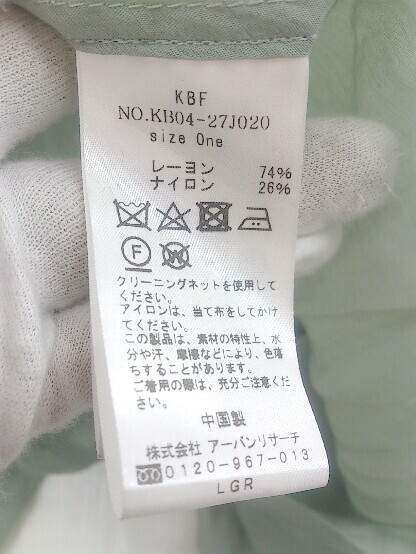 KBF
NO.KB04-27J020
size One
レーヨン 74%
ナイロン 26%
F
W
クリーニングネットを使用して
ください。
アイロンは、当て布をしてかけ
てください。
この製品は、素材の特性上、水
分や汗、摩擦などにより、色落
ちすることがあります。
ご着用の際は、充分ご注意くだ
さい。
中国製
株式会社 アーバンリサーチ
0120-967-013
LGR